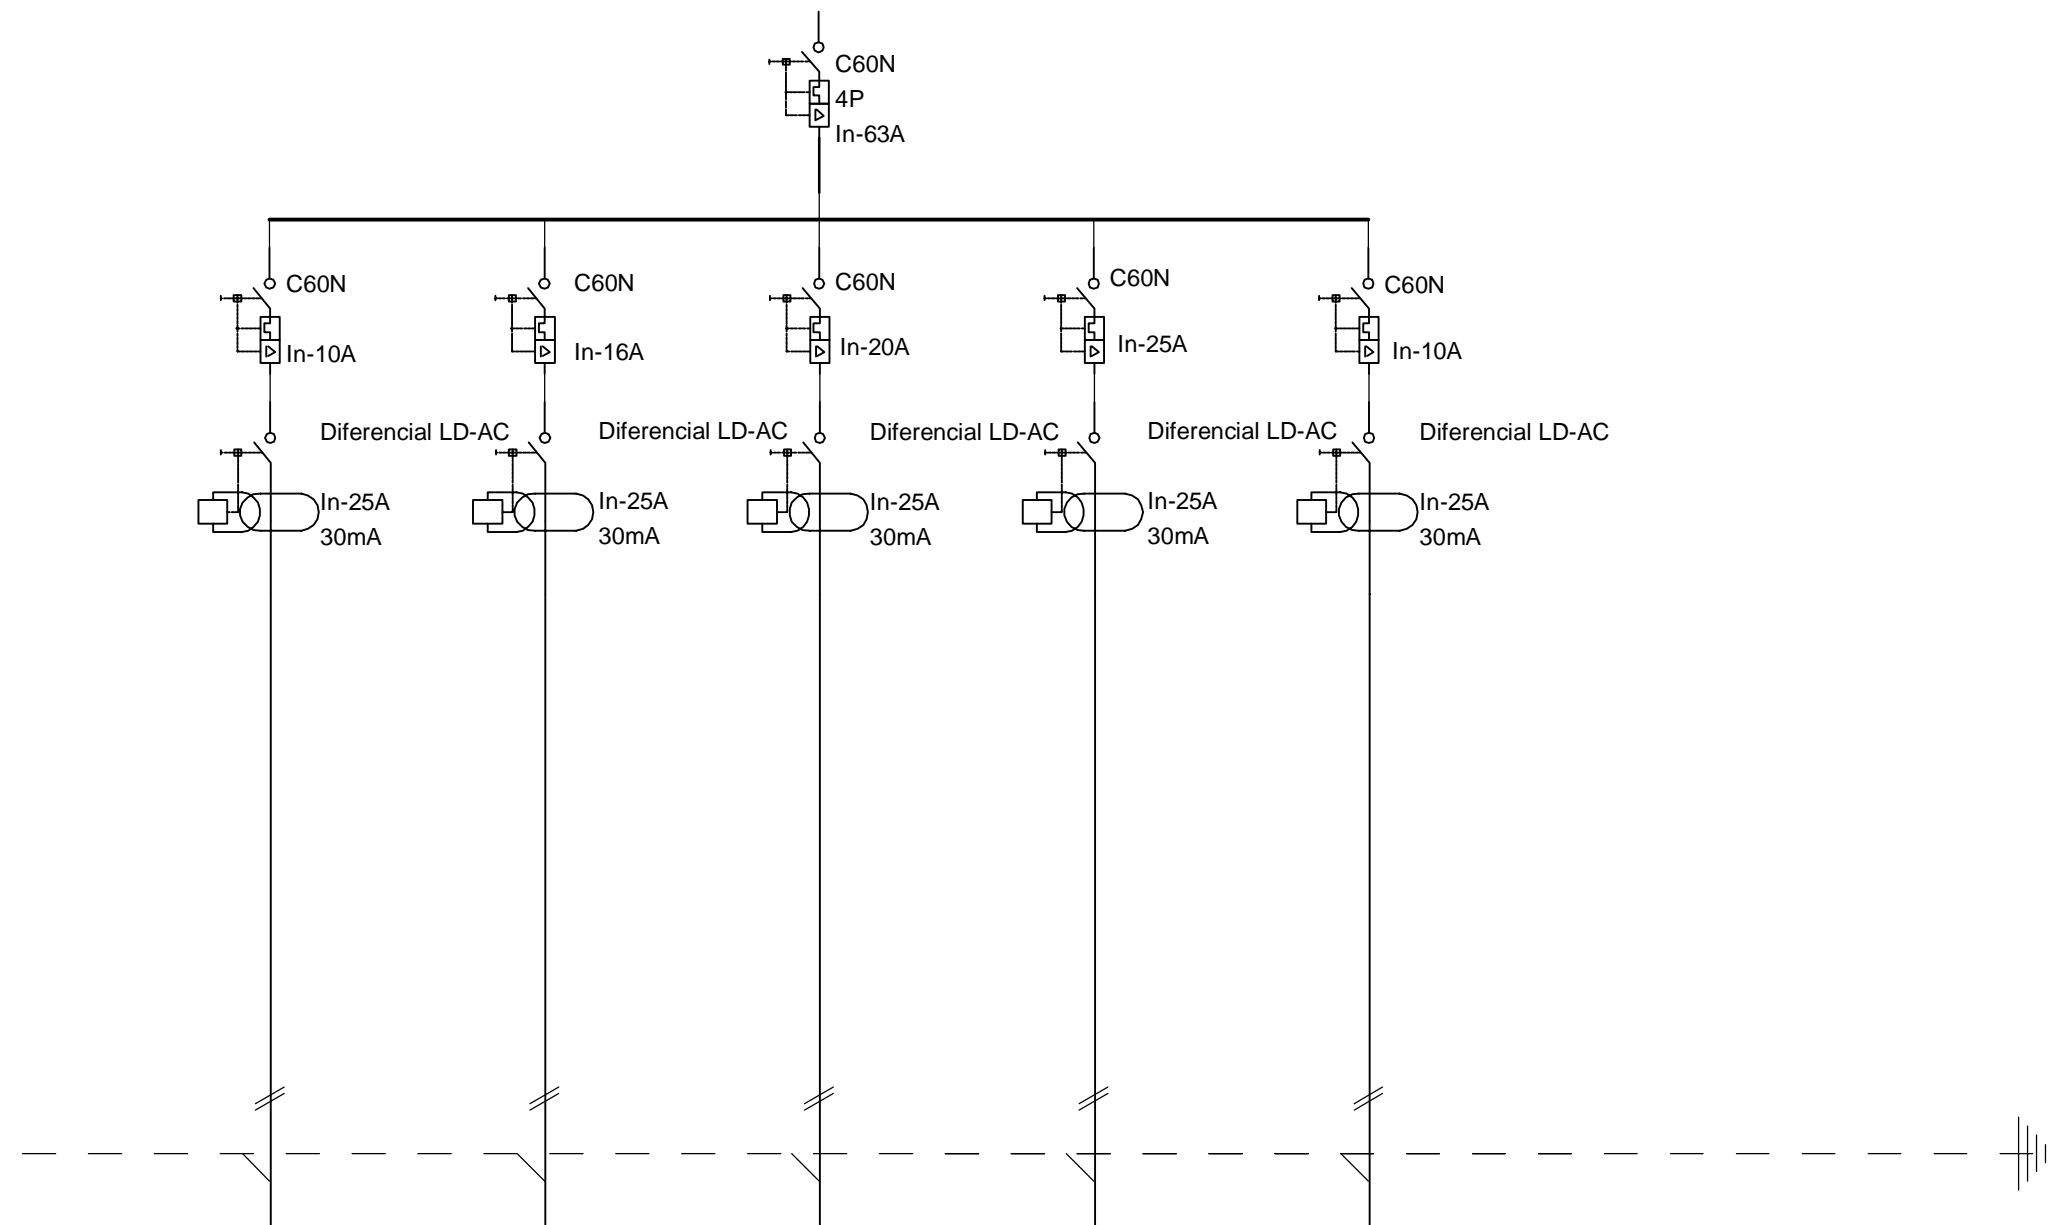 C60N
4P
In-63A
C60N
C60N
C60N
C60N
C60N
In-10A
In-16A
In-20A
In-25A
In-10A
Diferencial LD-AC
Diferencial LD-AC
Diferencial LD-AC
Diferencial LD-AC
Diferencial LD-AC
In-25A
In-25A
In-25A
In-25A
In-25A
30mA
30mA
30mA
30mA
30mA